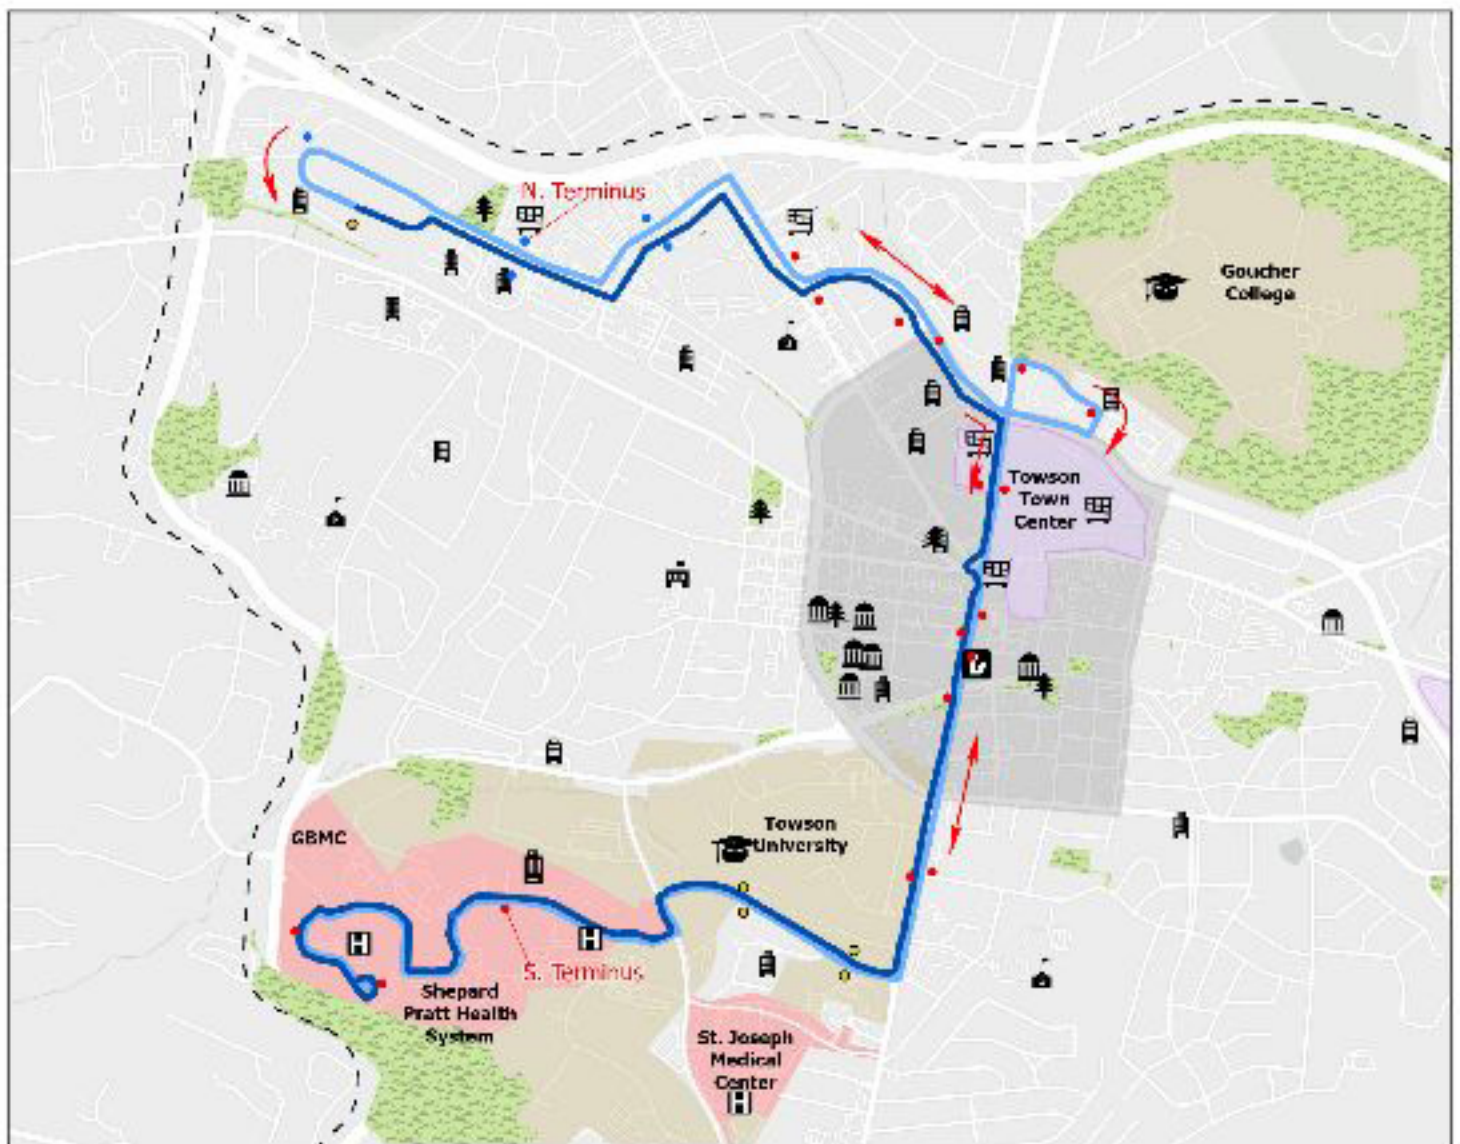 N. Terminus
Goucher
College
Towson
Town
Center
Towson
University
GBMC
S. Terminus
Shepard
Pratt Health
System
St. Joseph
Medical
Center